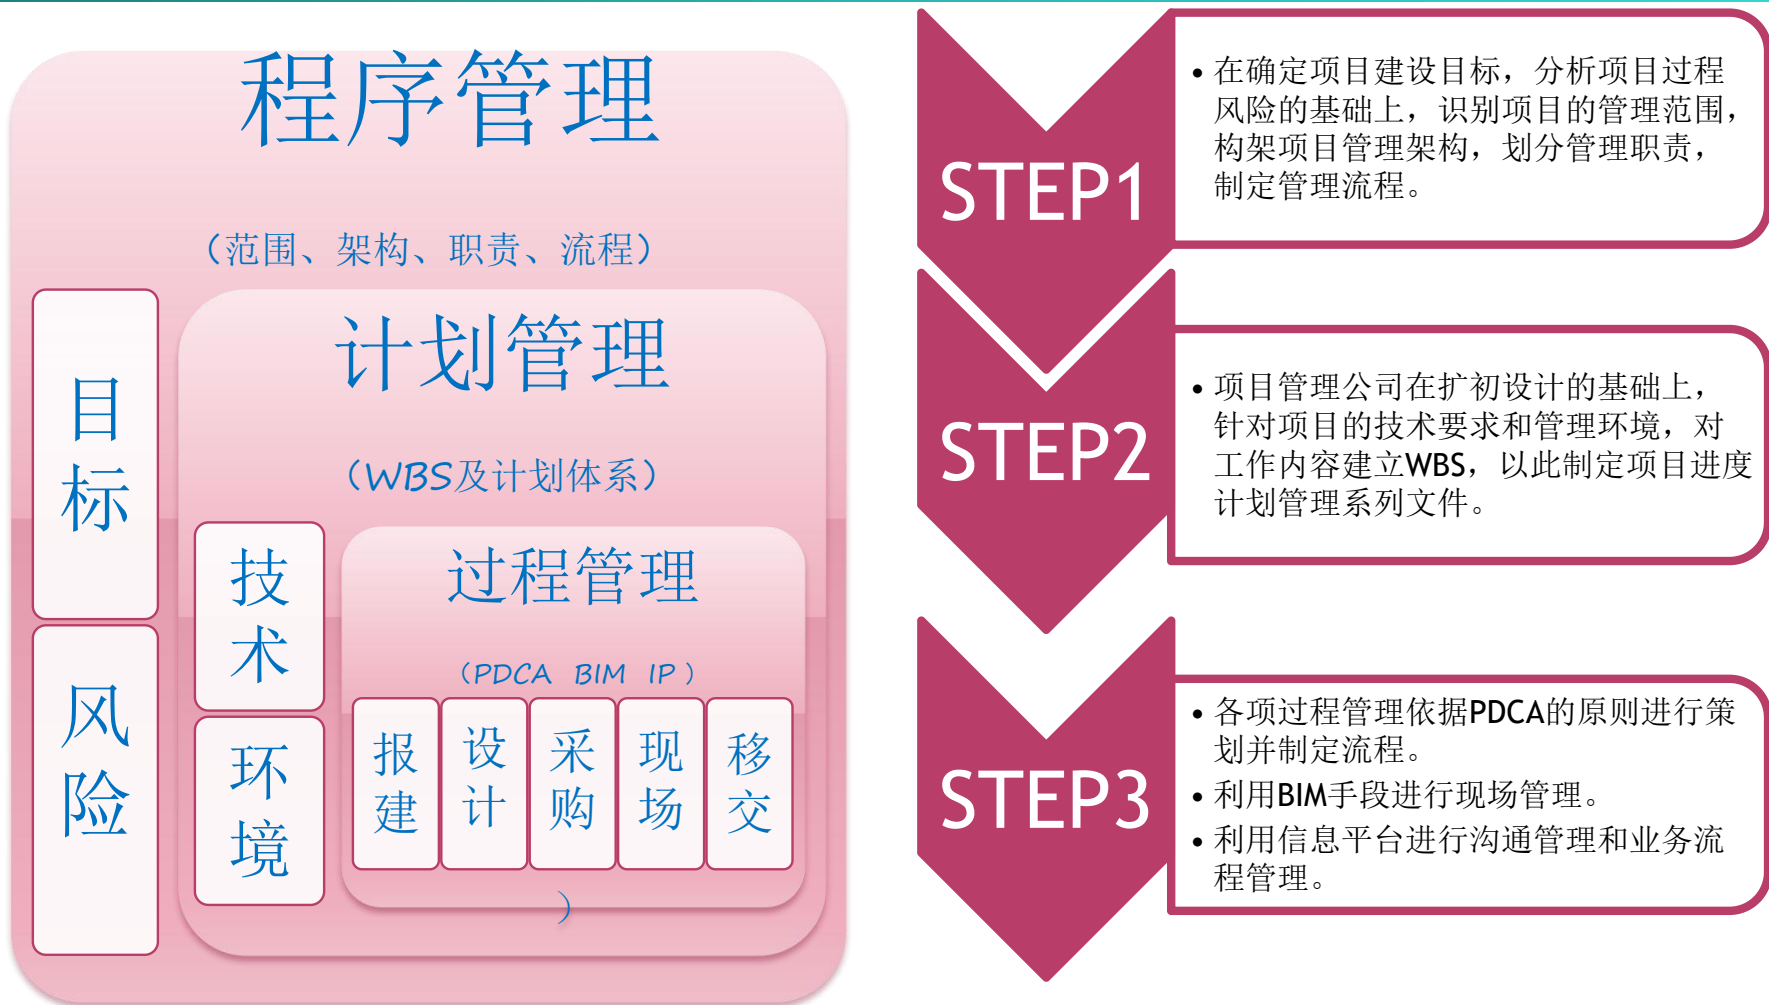 程序管理
（范围、架构、职责、流程）
目
标
风
险
计划管理
（WBS及计划体系）
技
术
环
境
过程管理
（PDCA BIM IP ）
报
建
设
计
采
购
现
场
移
交
）
STEP1
• 在确定项目建设目标，分析项目过程
风险的基础上，识别项目的管理范围，
构架项目管理架构，划分管理职责，
制定管理流程。
STEP2
• 项目管理公司在扩初设计的基础上，
针对项目的技术要求和管理环境，对
工作内容建立WBS，以此制定项目进度
计划管理系列文件。
STEP3
• 各项过程管理依据PDCA的原则进行策
划并制定流程。
• 利用BIM手段进行现场管理。
• 利用信息平台进行沟通管理和业务流
程管理。